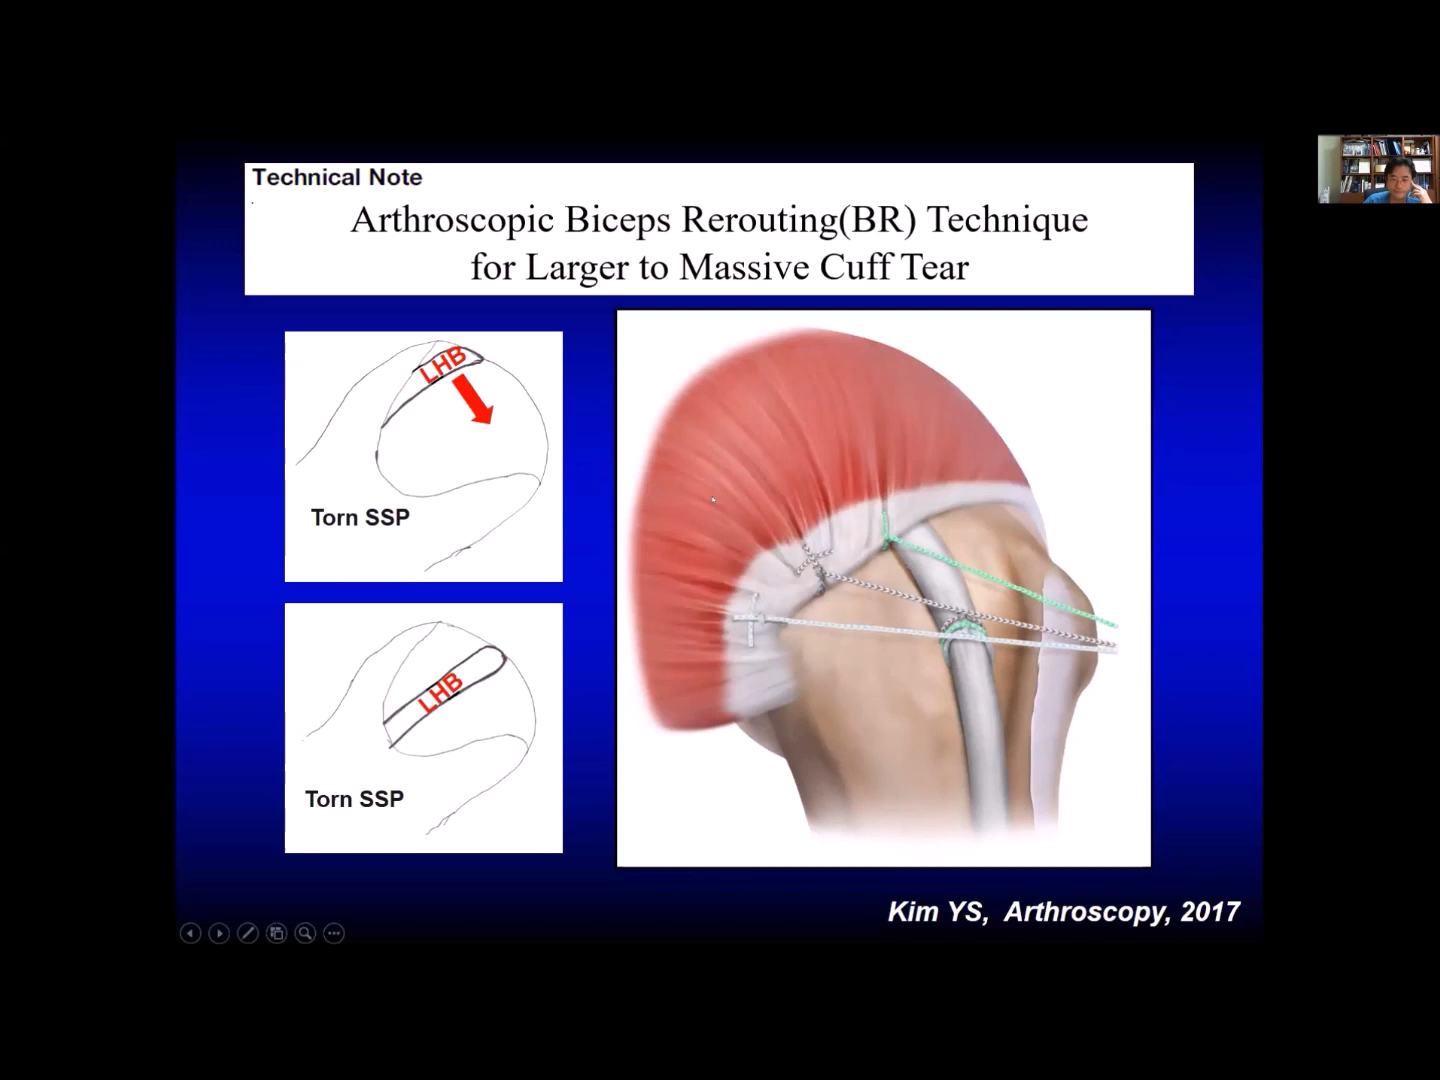 Technical Note
Arthroscopic Biceps Rerouting(BR) Technique
for Larger to Massive Cuff Tear
LHB
Torn SSP
LHB
Torn SSP
Kim YS, Arthroscopy, 2017